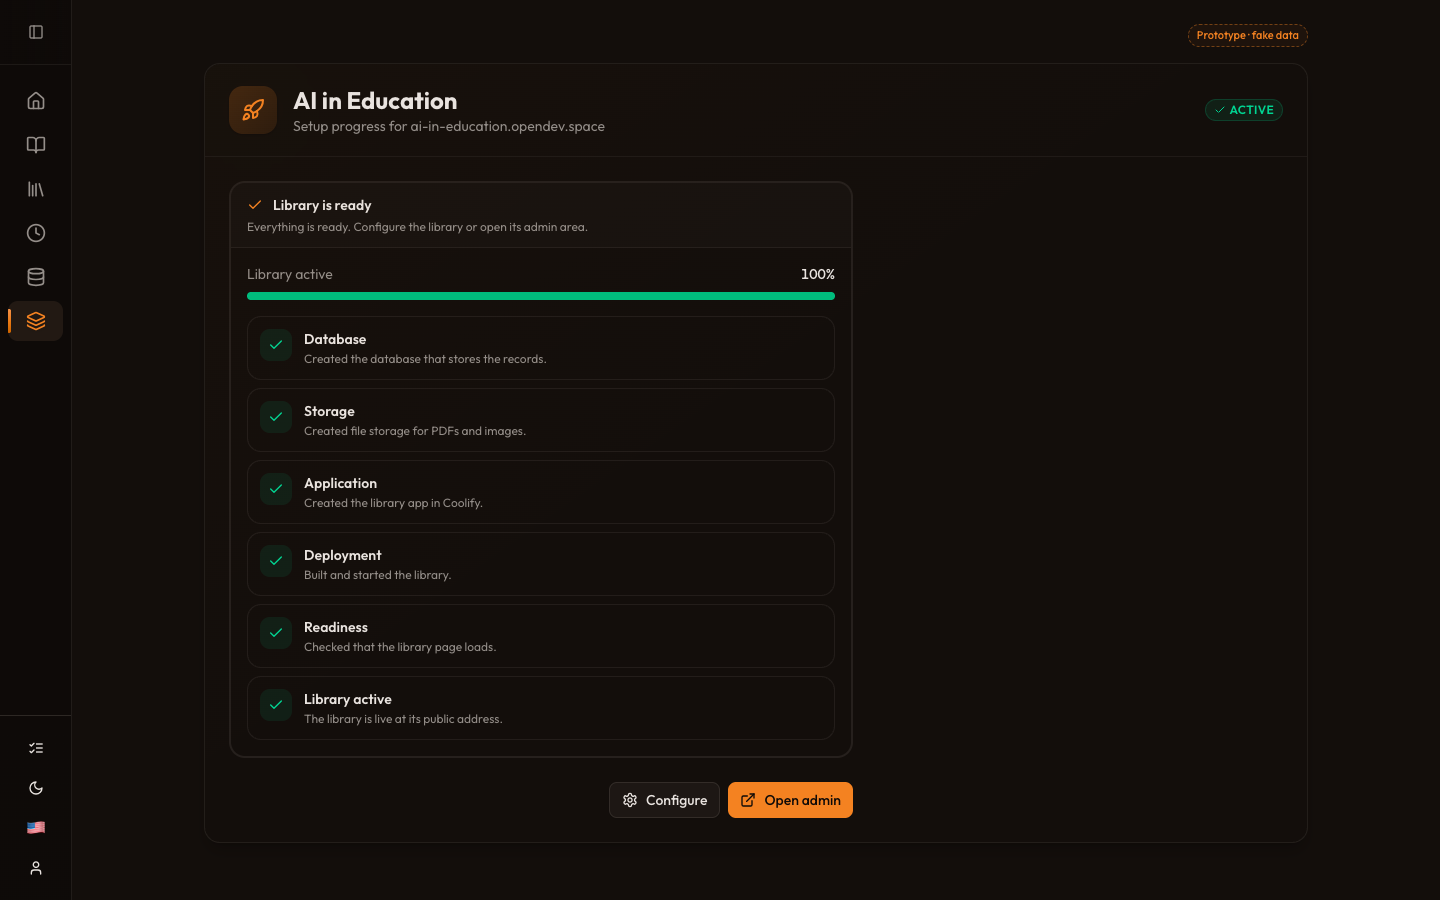 Prototype · fake data
AI in Education
Setup progress for ai-in-education.opendev.space
ACTIVE
Library is ready
Everything is ready. Configure the library or open its admin area.
Library active 100%
Database
Created the database that stores the records.
Storage
Created file storage for PDFs and images.
Application
Created the library app in Coolify.
Deployment
Built and started the library.
Readiness
Checked that the library page loads.
Library active
The library is live at its public address.
Configure
Open admin